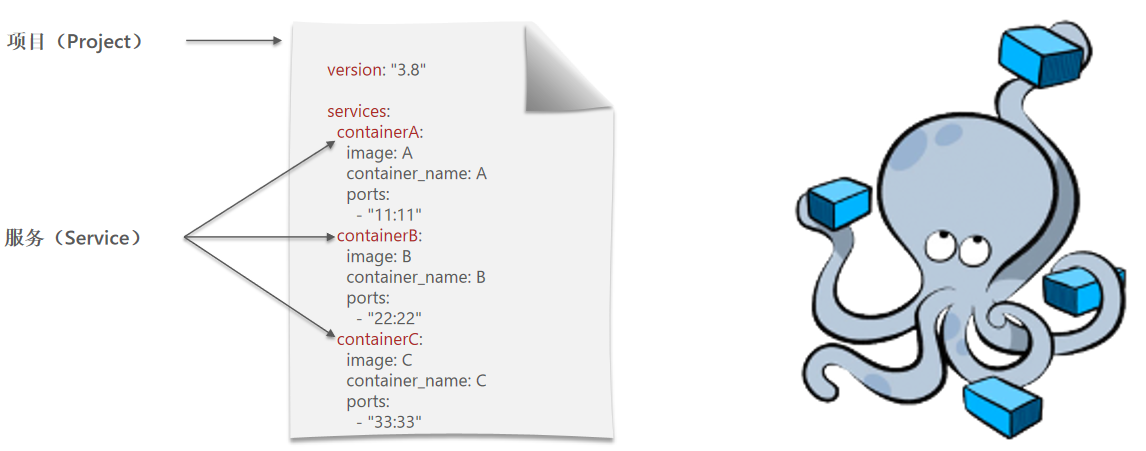 项目（Project）
version: "3.8"
services:
containerA:
image: A
container_name: A
ports:
- "11:11"
服务（Service）
containerB:
image: B
container_name: B
ports:
- "22:22"
containerC:
image: C
container_name: C
ports:
- "33:33"